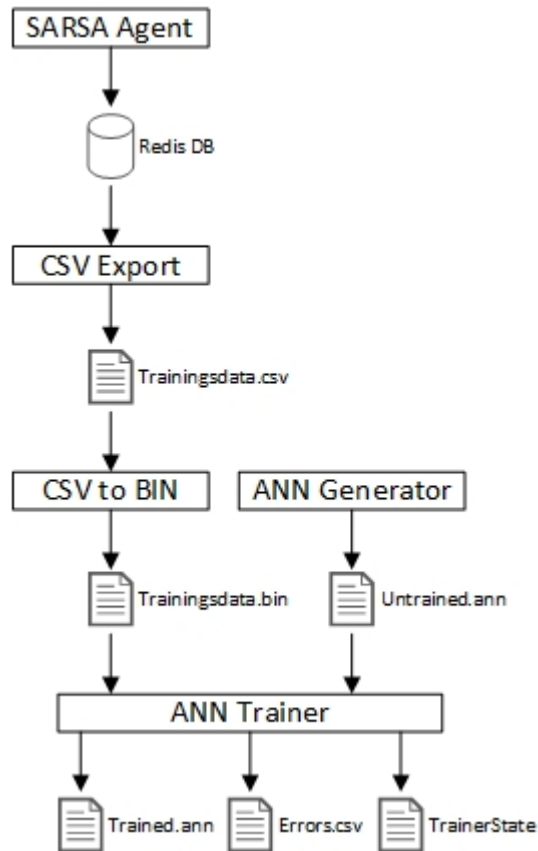 SARSA Agent
Redis DB
CSV Export
Trainingsdata.csv
CSV to BIN
ANN Generator
Trainingsdata.bin
Untrained.ann
ANN Trainer
Trained.ann
Errors.csv
TrainerState